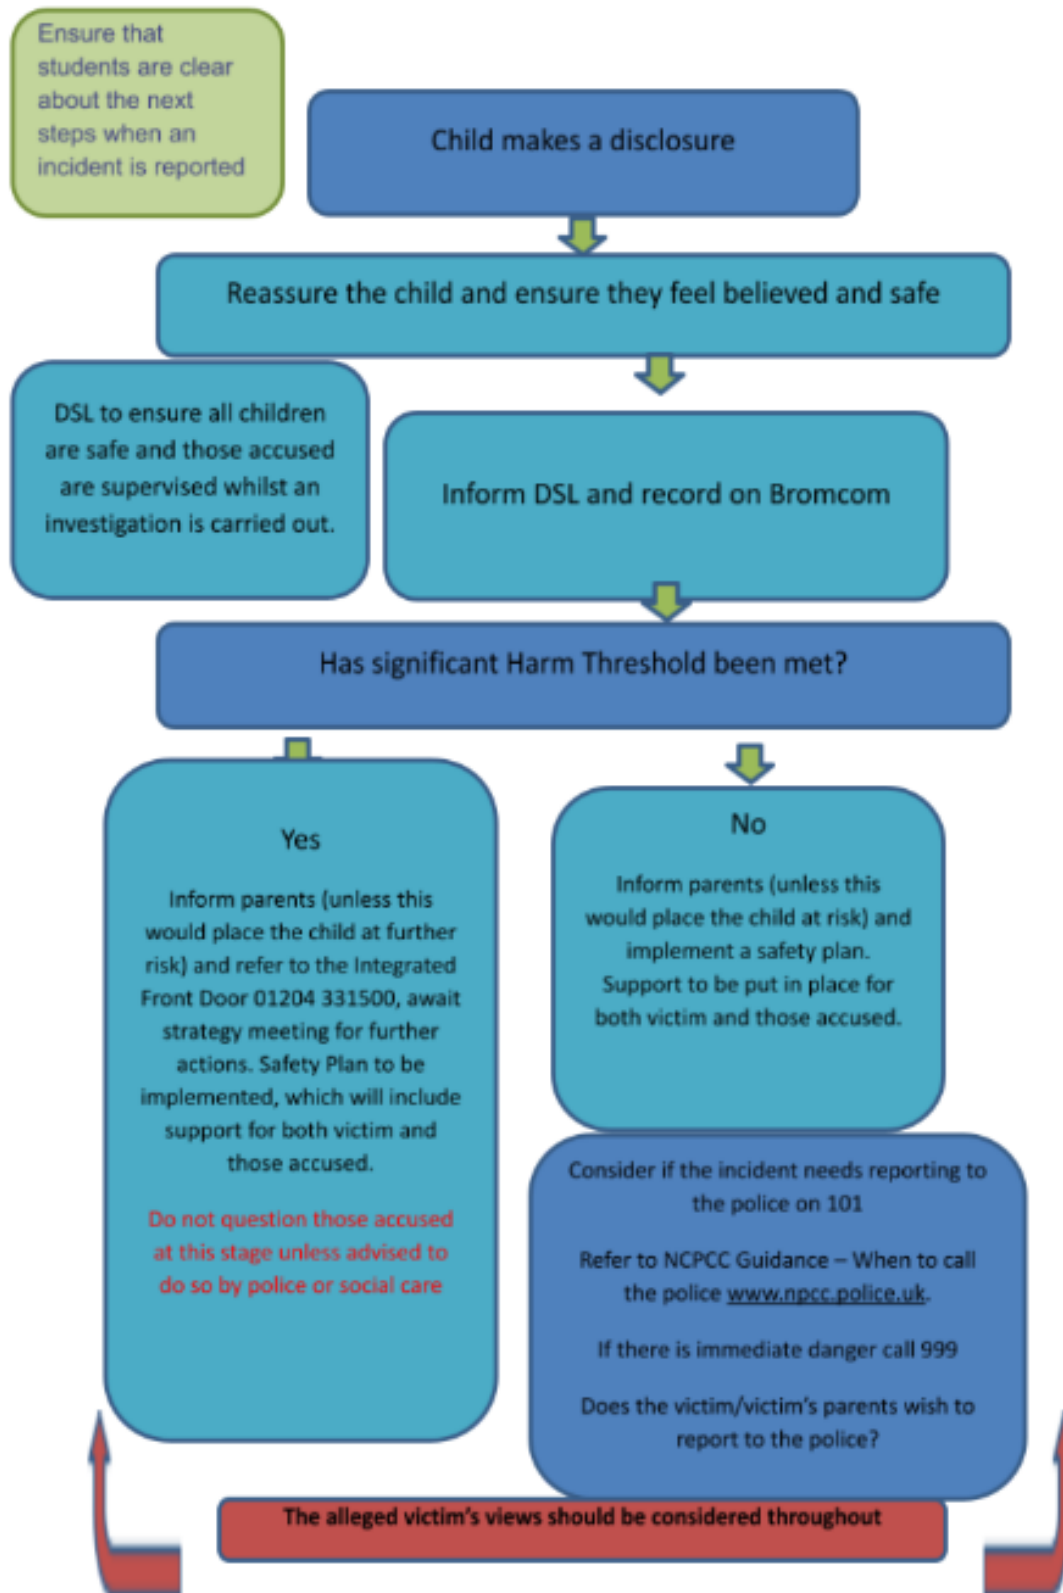 Ensure that
students are clear
about the next
steps when an
incident is reported
Child makes a disclosure
Reassure the child and ensure they feel believed and safe
DSL to ensure all children
are safe and those accused
are supervised whilst an
investigation is carried out.
Inform DSL and record on Bromcom
Has significant Harm Threshold been met?
Yes
Inform parents (unless this
would place the child at further
risk) and refer to the Integrated
Front Door 01204 331500, await
strategy meeting for further
actions. Safety Plan to be
implemented, which will include
support for both victim and
those accused.
Do not question those accused
at this stage unless advised to
do so by police or social care
No
Inform parents (unless this
would place the child at risk) and
implement a safety plan.
Support to be put in place for
both victim and those accused.
Consider if the incident needs reporting to
the police on 101
Refer to NCPCC Guidance – When to call
the police www.npcc.police.uk.
If there is immediate danger call 999
Does the victim/victim's parents wish to
report to the police?
The alleged victim's views should be considered throughout